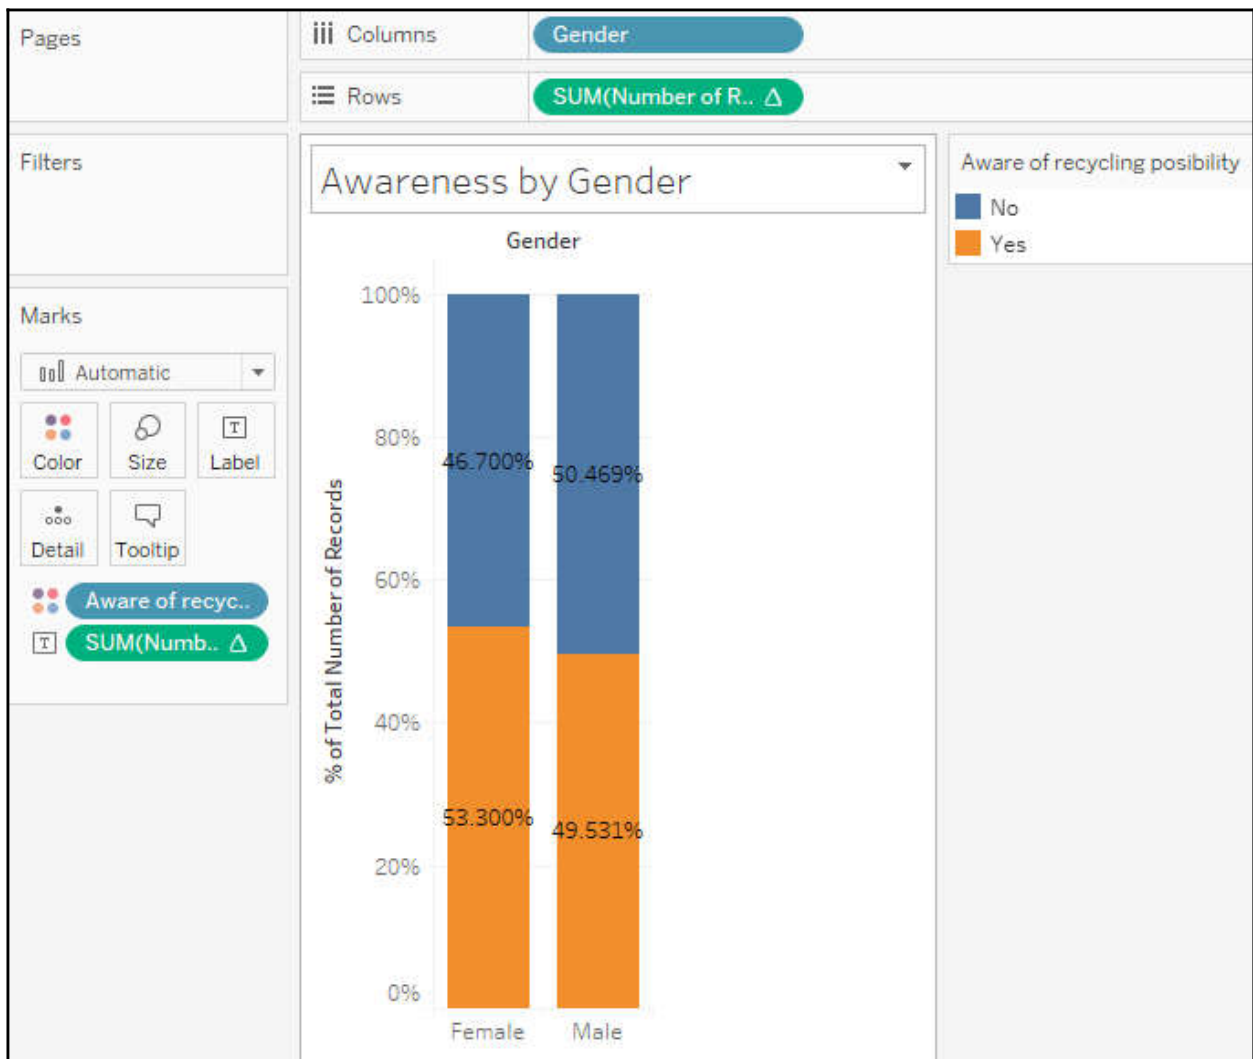 Pages
Columns
Gender
Rows
SUM(Number of R..
Filters
Marks
Automatic
Color
Size
Label
Detail
Tooltip
Aware of recyc..
SUM(Numb..
Awareness by Gender
Gender
% of Total Number of Records
100%
80%
60%
40%
20%
0%
46.700%
50.469%
53.300%
49.531%
Female
Male
Aware of recycling posibility
No
Yes